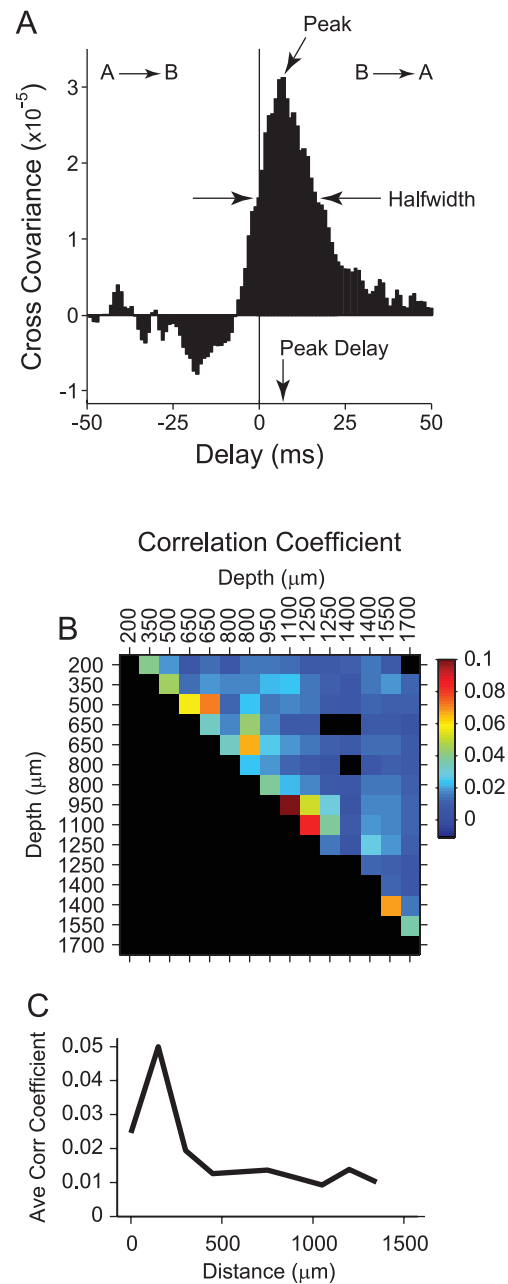 A
Peak
A → B
B → A
Cross Covariance (x10-5)
3
2
1
0
-1
Halfwidth
Peak Delay
-50
-25
0
25
50
Delay (ms)
Correlation Coefficient
Depth (μm)
B
200 350 500 650 650 800 800 950 1100 1250 1250 1400 1400 1550 1700
Depth (μm)
200
350
500
650
650
800
800
950
1100
1250
1250
1400
1400
1550
1700
0.1
0.08
0.06
0.04
0.02
0
C
Ave Corr Coefficient
0.05
0.04
0.03
0.02
0.01
0
0
500
1000
1500
Distance (μm)